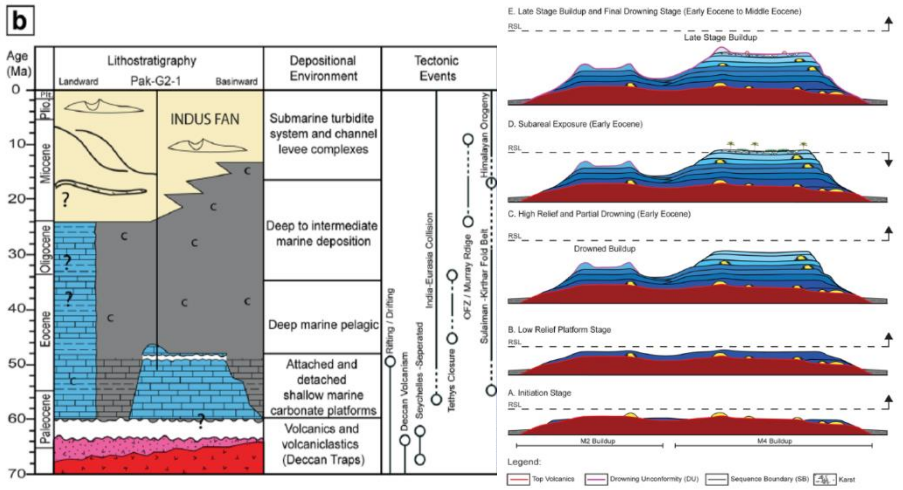 b
Age
(Ma)
Lithostratigraphy
Landward Pak-G2-1 Basinward
Depositional
Environment
Tectonic
Events
0
10
20
30
40
50
60
70
Plio.
Miocene
Oligocene
Eocene
Paleocene
INDUS FAN
?
?
?
?
C
C
C
C
C
C
C
Submarine turbidite
system and channel
levee complexes
Deep to intermediate
marine deposition
Deep marine pelagic
Attached and
detached
shallow marine
carbonate platforms
Volcanics and
volcaniclastics
(Deccan Traps)
Rifting / Drifting
Deccan Volcanism
Seychelles -Seperated
India-Eurasia Collision
Tethys Closure
OFZ / Murray Rdige
Sulaiman -Kirthar Fold Belt
Himalayan Orogeny
E. Late Stage Buildup and Final Drowning Stage (Early Eocene to Middle Eocene)
RSL
Late Stage Buildup
D. Subareal Exposure (Early Eocene)
RSL
C. High Relief and Partial Drowning (Early Eocene)
RSL
Drowned Buildup
B. Low Relief Platform Stage
RSL
A. Initiation Stage
RSL
M2 Buildup
M4 Buildup
Legend:
Top Volcanics
Drowning Unconformity (DU)
Sequence Boundary (SB)
Karst